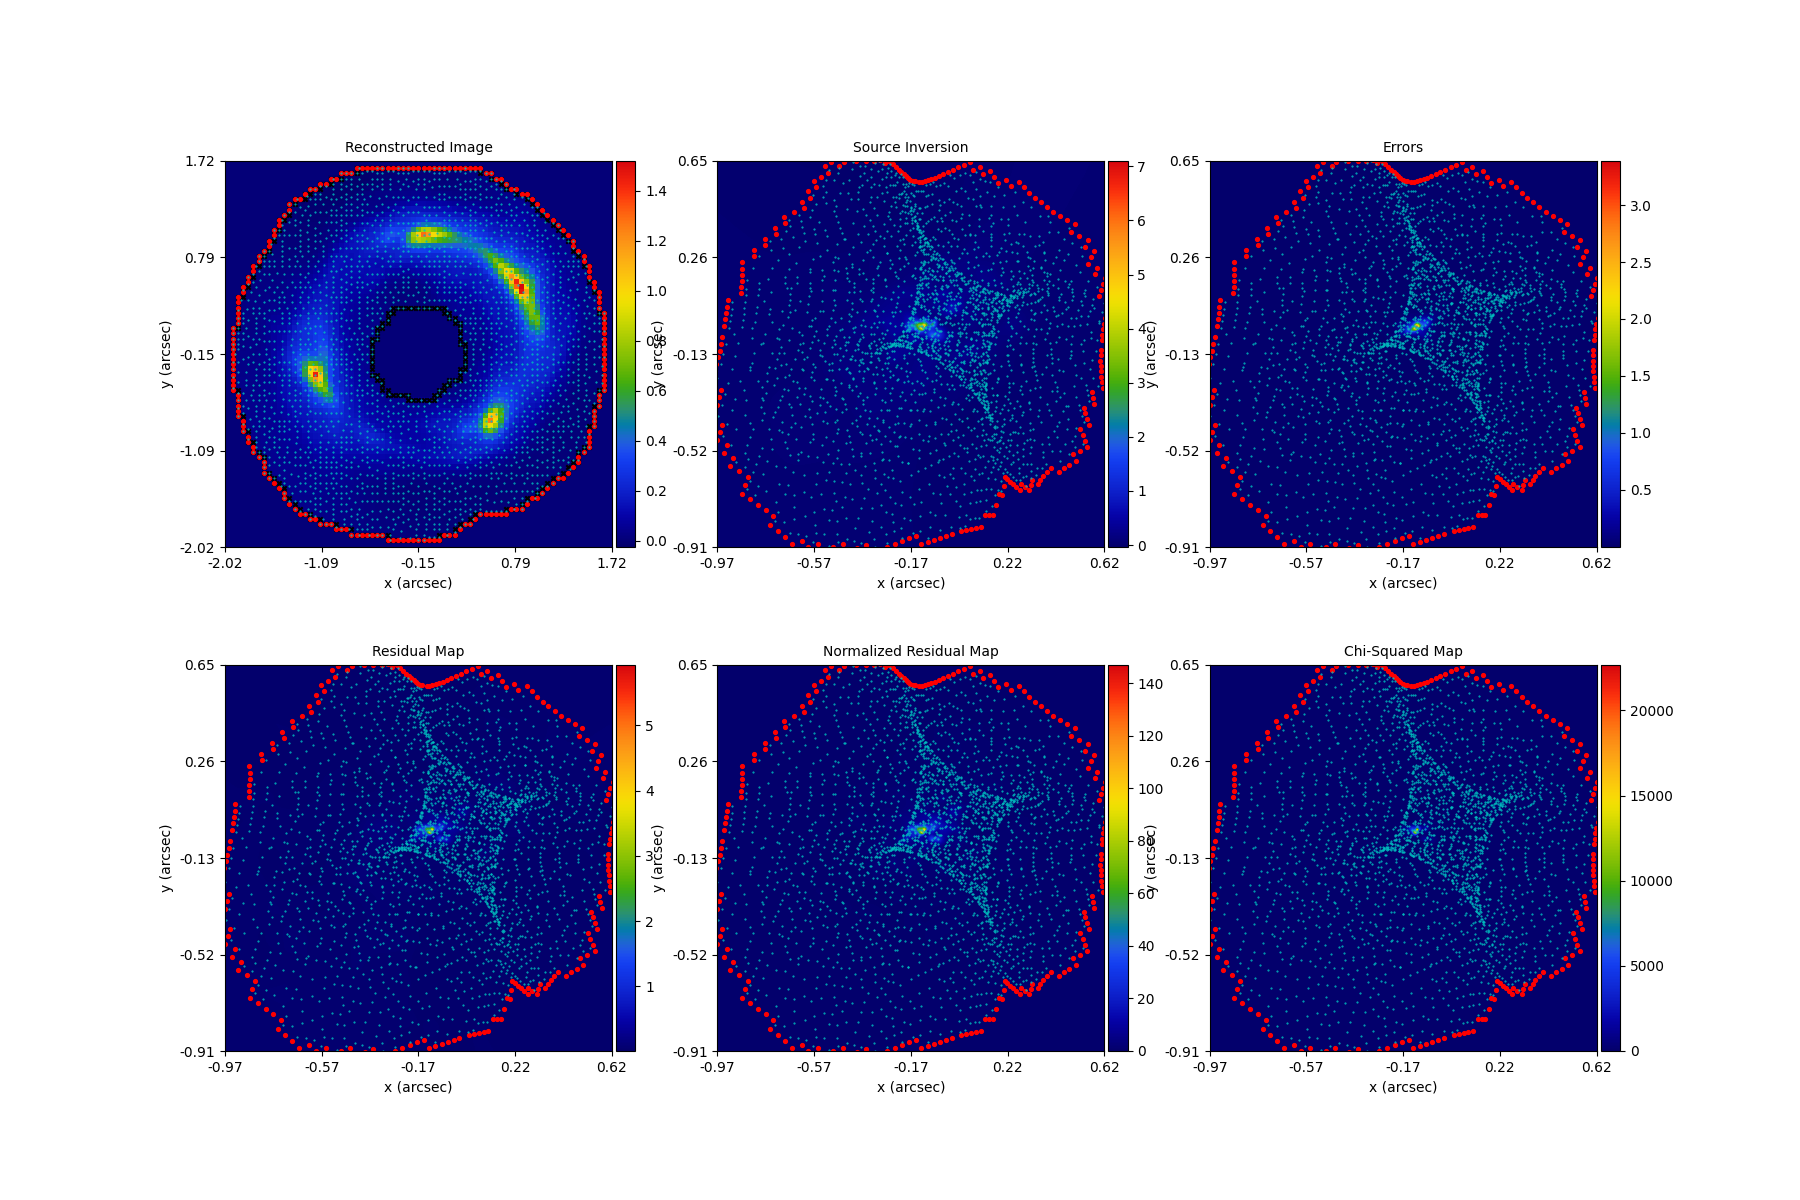 Reconstructed Image
Source Inversion
Errors
1.72
0.79
-0.15
-1.09
-2.02
y (arcsec)
-2.02 -1.09 -0.15 0.79 1.72
x (arcsec)
1.4
1.2
1.0
0.8
0.6
0.4
0.2
0.0
0.65
0.26
-0.13
-0.52
-0.91
y (arcsec)
-0.97 -0.57 -0.17 0.22 0.62
x (arcsec)
7
6
5
4
3
2
1
0
0.65
0.26
-0.13
-0.52
-0.91
y (arcsec)
-0.97 -0.57 -0.17 0.22 0.62
x (arcsec)
3.0
2.5
2.0
1.5
1.0
0.5
Residual Map
Normalized Residual Map
Chi-Squared Map
0.65
0.26
-0.13
-0.52
-0.91
y (arcsec)
-0.97 -0.57 -0.17 0.22 0.62
x (arcsec)
5
4
3
2
1
0.65
0.26
-0.13
-0.52
-0.91
y (arcsec)
-0.97 -0.57 -0.17 0.22 0.62
x (arcsec)
140
120
100
80
60
40
20
0
0.65
0.26
-0.13
-0.52
-0.91
y (arcsec)
-0.97 -0.57 -0.17 0.22 0.62
x (arcsec)
20000
15000
10000
5000
0